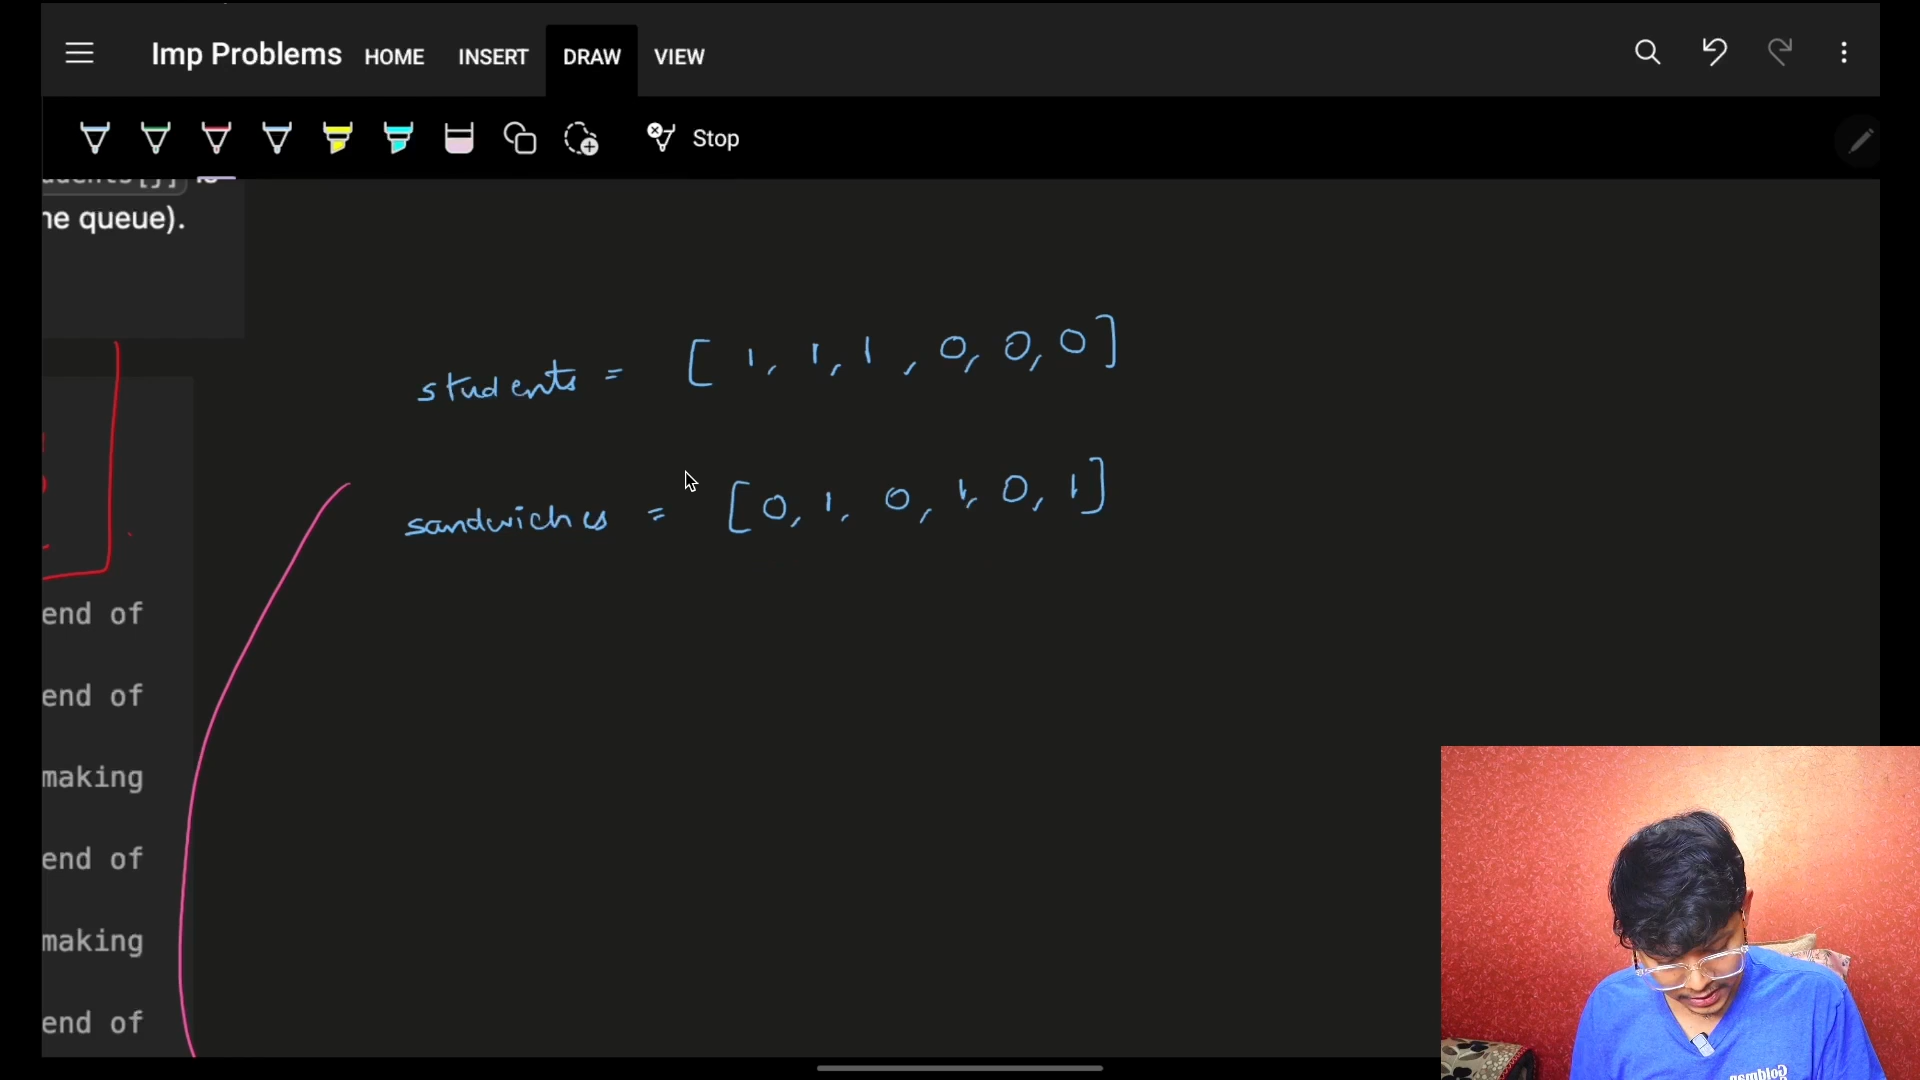 Imp Problems HOME INSERT DRAW VIEW
Stop
he queue).
students = [ 1, 1, 1, 0, 0, 0 ]
sandwiches = [ 0, 1, 0, 1, 0, 1 ]
end of
end of
making
end of
making
end of